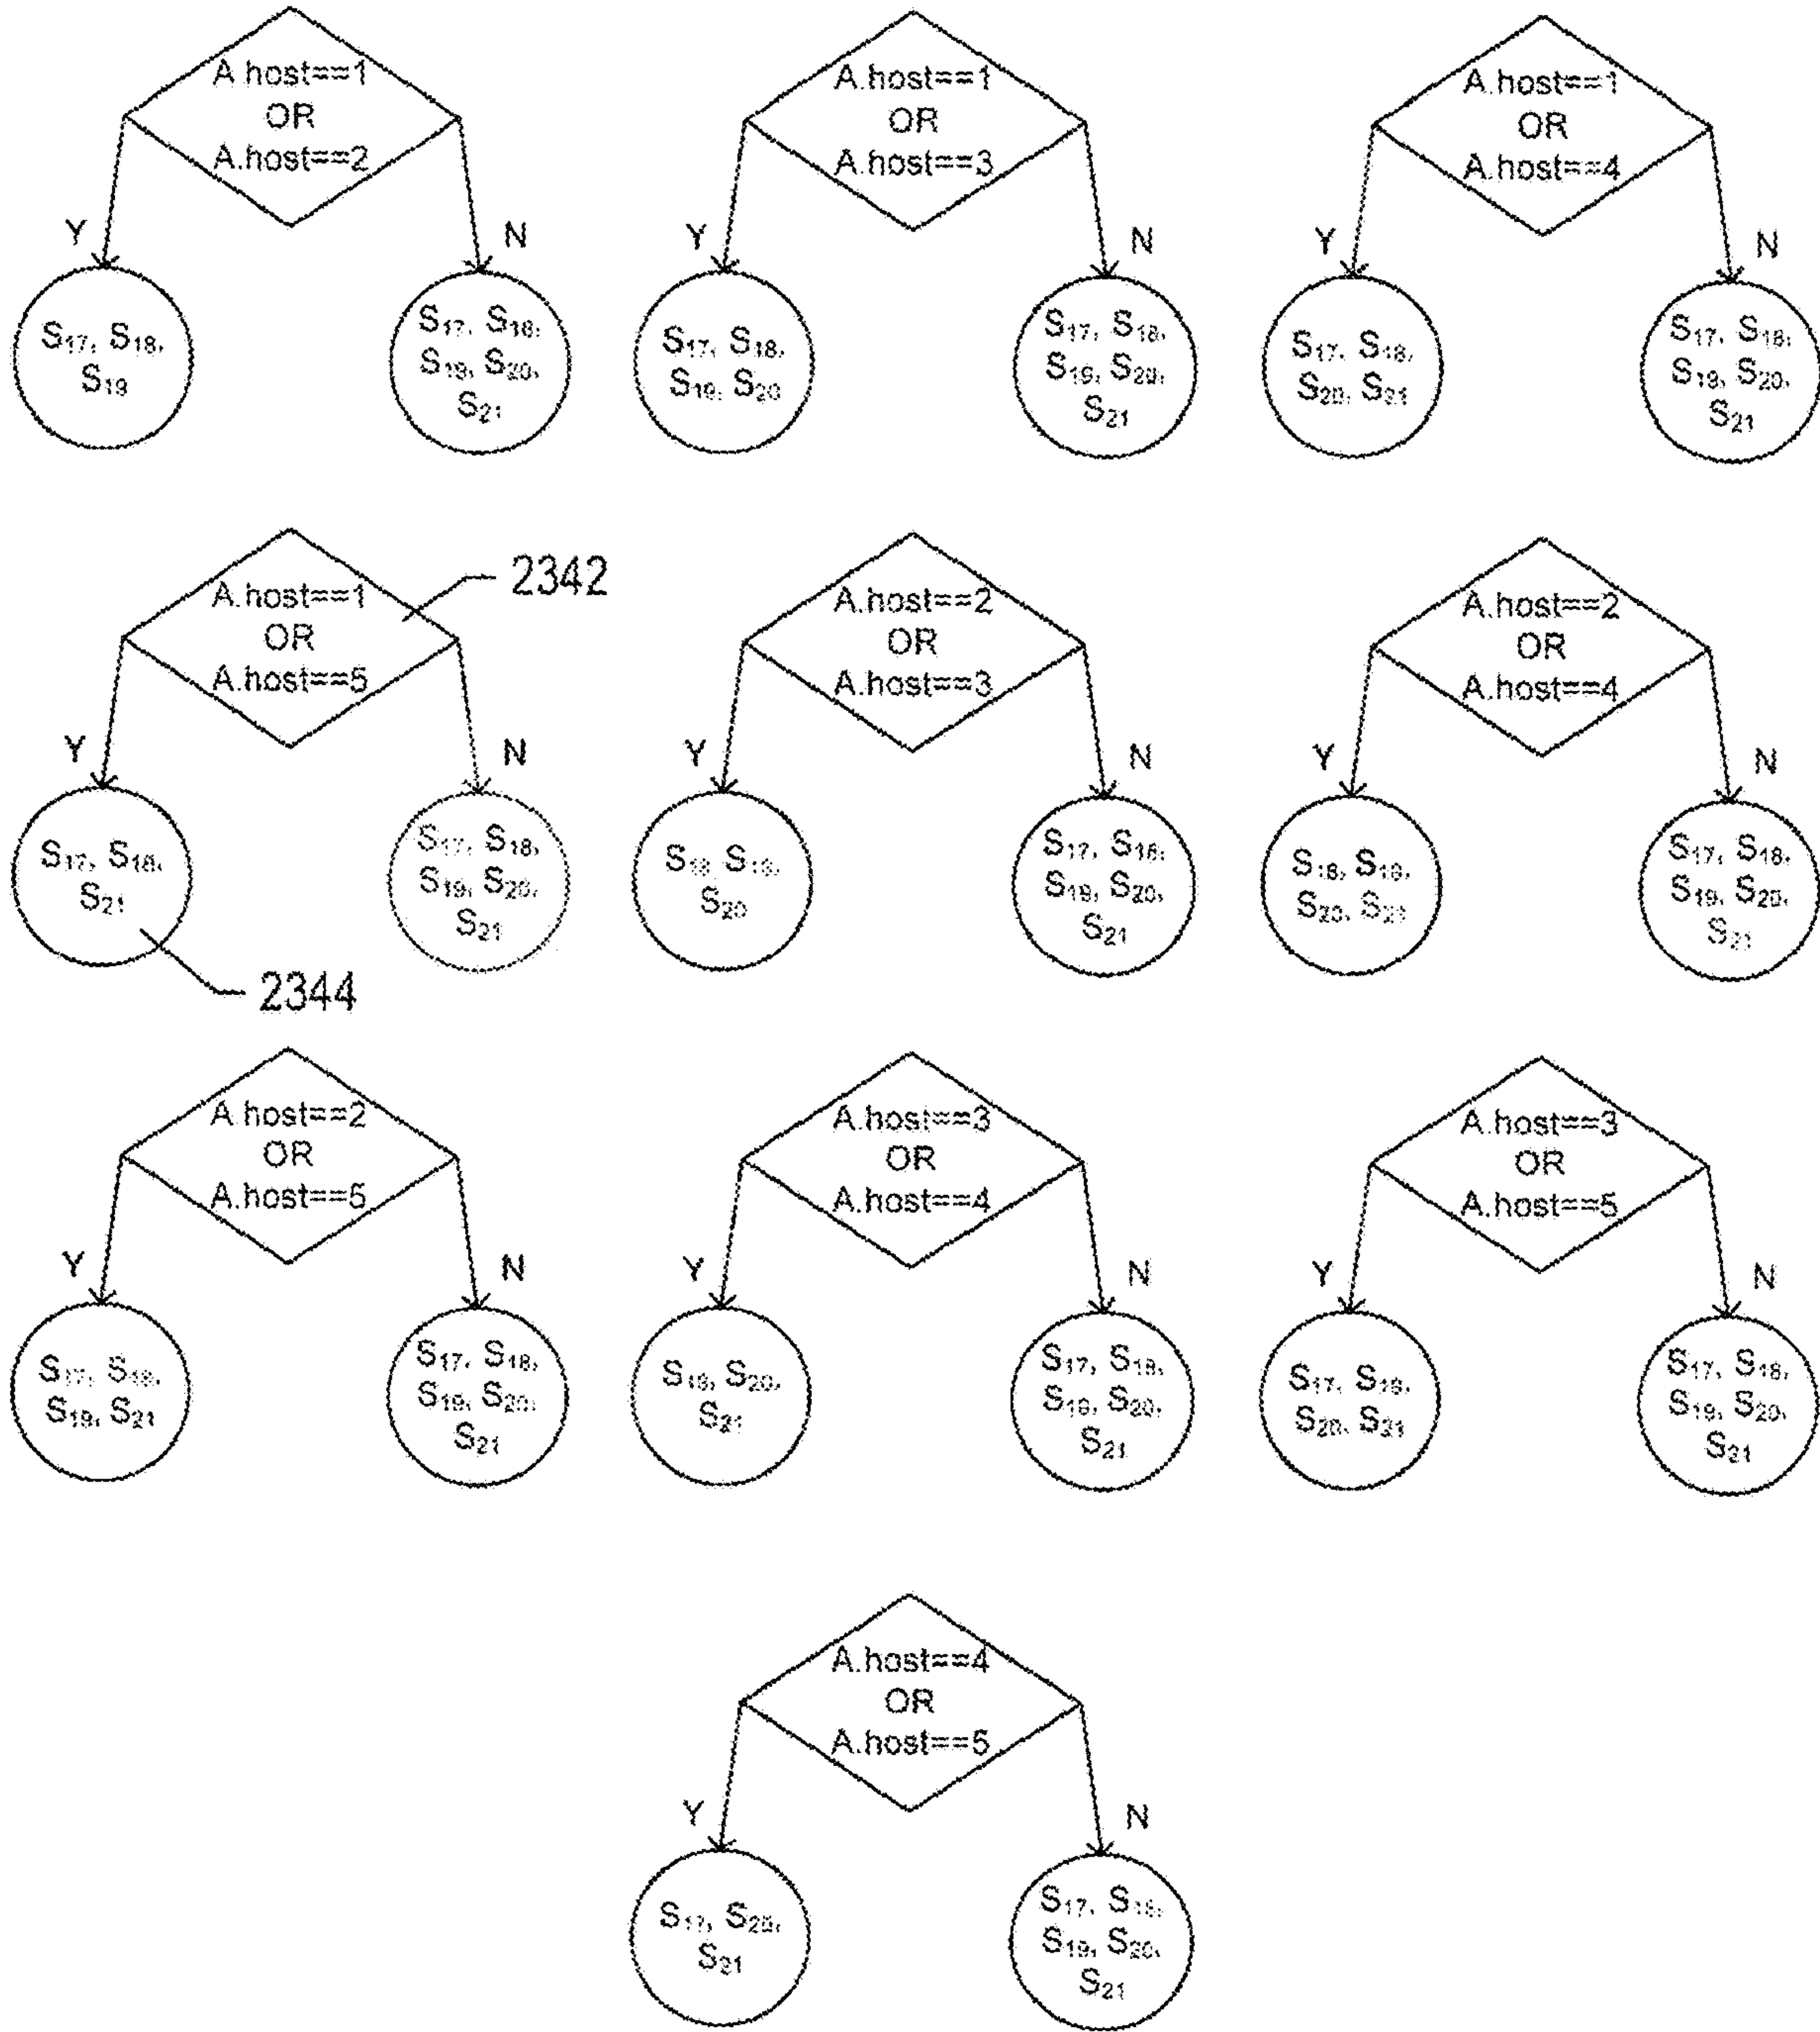 A.host==1
OR
A.host==2
Y
N
S17, S18,
S19
S17, S18,
S19, S20,
S21
A.host==1
OR
A.host==3
Y
N
S17, S18,
S19, S20
S17, S18,
S19, S20,
S21
A.host==1
OR
A.host==4
Y
N
S17, S18,
S20, S21
S17, S18,
S19, S20,
S21
A.host==1
OR
A.host==5
2342
Y
N
S17, S18,
S21
2344
S17, S18,
S19, S20,
S21
A.host==2
OR
A.host==3
Y
N
S18, S19,
S20
S17, S18,
S19, S20,
S21
A.host==2
OR
A.host==4
Y
N
S18, S19,
S20, S21
S17, S18,
S19, S20,
S21
A.host==2
OR
A.host==5
Y
N
S17, S18,
S19, S21
S17, S18,
S19, S20,
S21
A.host==3
OR
A.host==4
Y
N
S19, S20,
S21
S17, S18,
S19, S20,
S21
A.host==3
OR
A.host==5
Y
N
S17, S19,
S20, S21
S17, S18,
S19, S20,
S21
A.host==4
OR
A.host==5
Y
N
S17, S20,
S21
S17, S18,
S19, S20,
S21